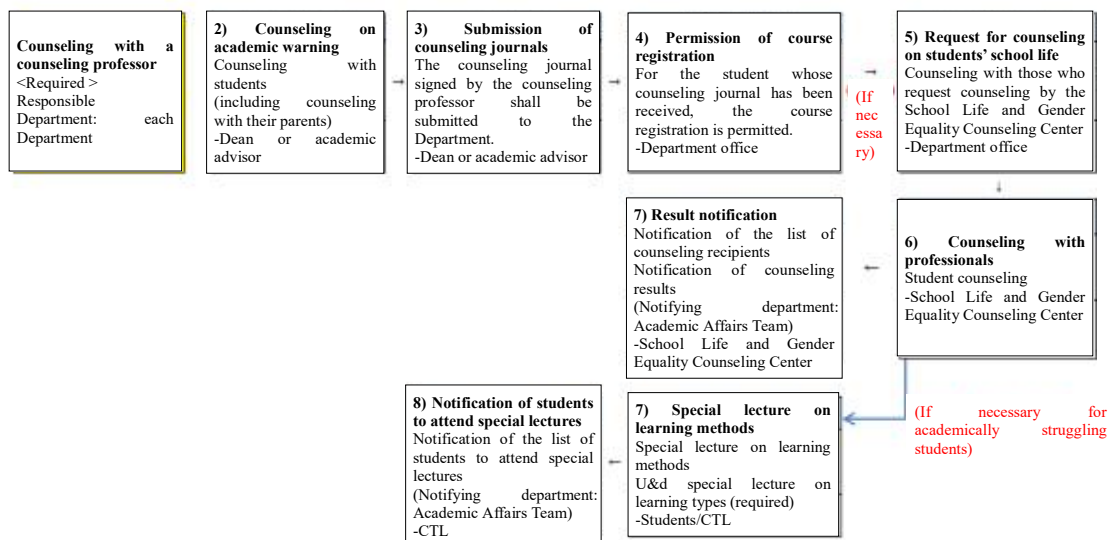 Counseling with a
counseling professor
<Required >
Responsible
Department: each
Department
2) Counseling on
academic warning
Counseling with
students
(including counseling
with their parents)
-Dean or academic
advisor
3) Submission of
counseling journals
The counseling journal
signed by the counseling
professor shall be
submitted to the
Department.
-Dean or academic advisor
4) Permission of course
registration
For the student whose
counseling journal has been
received, the course
registration is permitted.
-Department office
(If
nec
essa
ry)
5) Request for counseling
on students' school life
Counseling with those who
request counseling by the
School Life and Gender
Equality Counseling Center
-Department office
6) Counseling with
professionals
Student counseling
-School Life and Gender
Equality Counseling Center
7) Result notification
Notification of the list of
counseling recipients
Notification of counseling
results
(Notifying department:
Academic Affairs Team)
-School Life and Gender
Equality Counseling Center
(If necessary for
academically struggling
students)
7) Special lecture on
learning methods
Special lecture on learning
methods
U&d special lecture on
learning types (required)
-Students/CTL
8) Notification of students
to attend special lectures
Notification of the list of
students to attend special
lectures
(Notifying department:
Academic Affairs Team)
-CTL